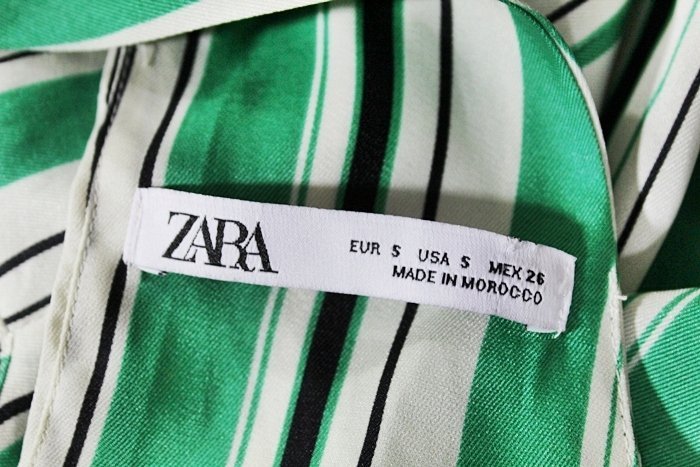 ZARA
EUR S USA S MEX 26
MADE IN MOROCCO